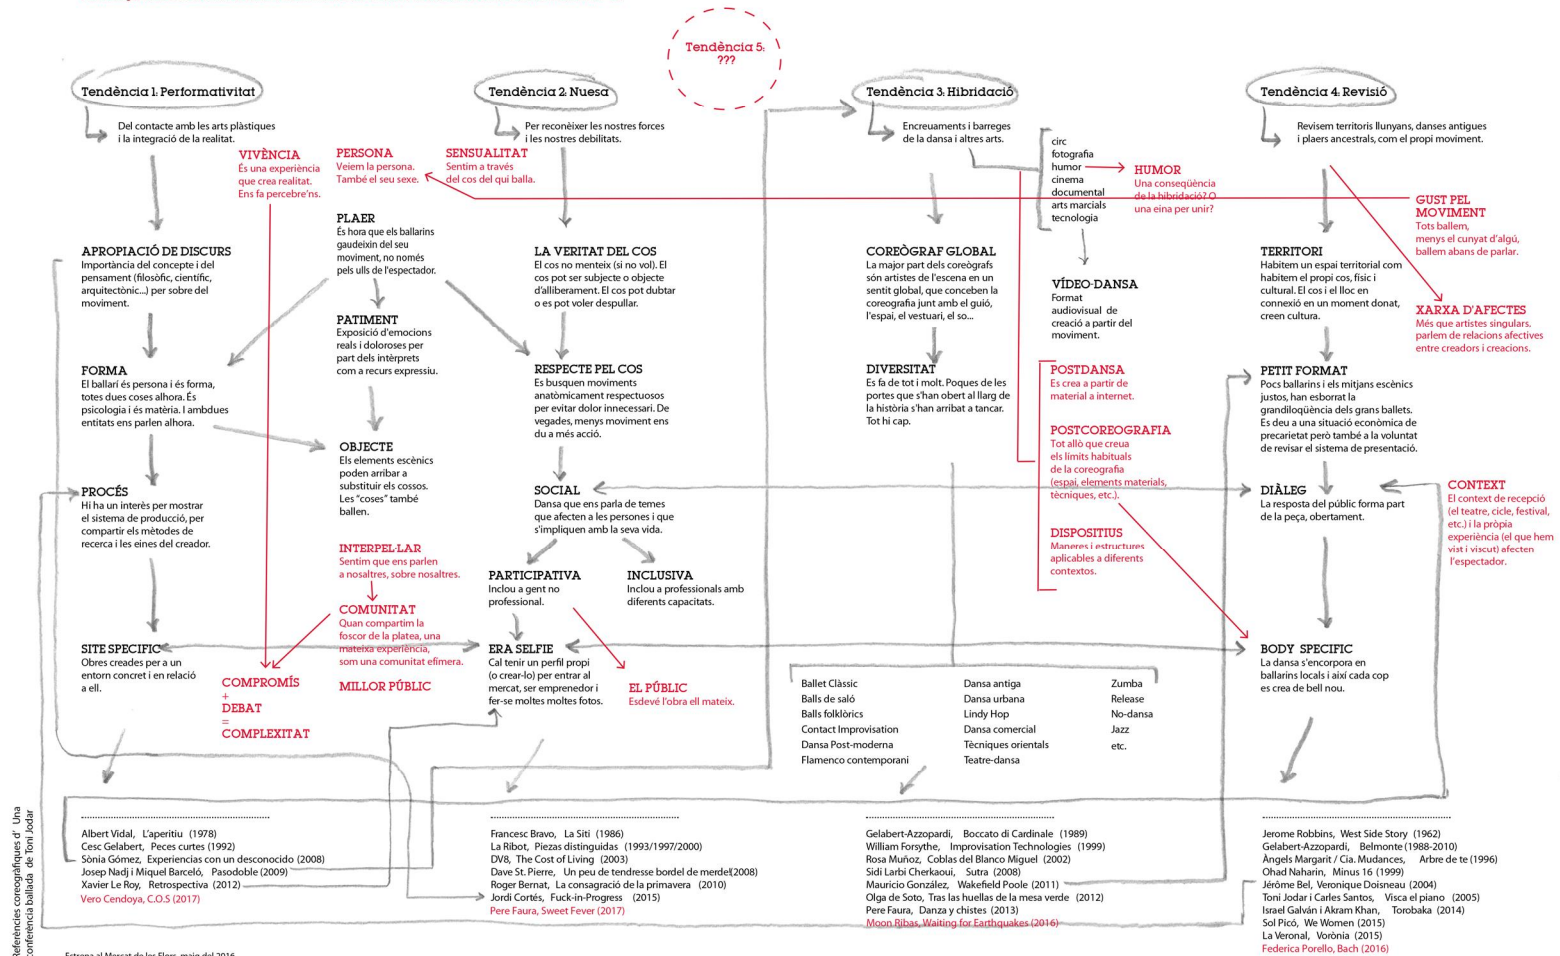 Tendència 5:
???
Tendència 1: Performativitat
Del contacte amb les arts plàstiques
i la integració de la realitat.
VIVÈNCIA
És una experiència
que crea realitat.
Ens fa percebre'ns.
APROPIACIÓ DE DISCURS
Importància del concepte i del
pensament (filosòfic, científic,
arquitectònic...) per sobre del
moviment.
FORMA
El ballarí és persona i és forma,
totes dues coses alhora. És
psicologia i és matèria. I ambdues
entitats en parlen alhora.
PROCÉS
Hi ha un interès per mostrar
el sistema de producció, per
compartir els mètodes de
recerca i les eines del creador.
SITE SPECIFIC
Obres creades per a un
entorn concret i en relació
a ell.
COMPROMÍS
+
DEBAT
=
COMPLEXITAT
PERSONA
Veiem la persona.
També el seu sexe.
PLAER
És hora que els ballarins
gaudeixin del seu
moviment, no només
pels ulls de l'espectador.
PATIMENT
Exposició d'emocions
reals i doloroses per
part dels intèrprets
com a recurs expressiu.
OBJECTE
Els elements escènics
poden arribar a
substituir els cossos.
Les "coses" també
ballen.
INTERPEL·LAR
Sentim que ens parlen
a nosaltres, sobre nosaltres.
COMUNITAT
Quan compartim la
foscor de la platea, una
mateixa experiència,
som una comunitat efímera.
MILLOR PÚBLIC
Tendència 2: Nuesa
Per reconèixer les nostres forces
i les nostres debilitats.
SENSUALITAT
Sentim a través
del cos del qui balla.
LA VERITAT DEL COS
El cos no menteix (si no vol). El
cos pot ser subjecte o objecte
d'alliberament. El cos pot dubtar
o es pot voler despullar.
RESPECTE PEL COS
Es busquen moviments
anatòmicament respectuosos
per evitar dolor innecessari. De
vegades, menys moviment ens
du a més acció.
SOCIAL
Dansa que ens parla de temes
que afecten a les persones i que
s'impliquen amb la seva vida.
PARTICIPATIVA
Inclou a gent no
professional.
INCLUSIVA
Inclou a professionals amb
diferents capacitats.
ERA SELFIE
Cal tenir un perfil propi
(o crear-lo) per entrar al
mercat, ser emprenedor i
fer-se moltes moltes fotos.
EL PÚBLIC
Esdevé l'obra ell mateix.
Tendència 3: Hibridació
Encreuaments i barreges
de la dansa i altres arts.
circ
fotografia
humor
cinema
documental
arts marcials
tecnologia
HUMOR
Una conseqüència
de la hibridació? O
una eina per unir?
COREÒGRAF GLOBAL
La major part dels coreògrafs
són artistes de l'escena en un
sentit global, que conceben la
coreografia junt amb el guió,
l'espai, el vestuari, el so...
VÍDEO-DANSA
Format
audiovisual de
creació a partir del
moviment.
DIVERSITAT
Es fa de tot i molt. Poques de les
portes que s'han obert al llarg de
la història s'han arribat a tancar.
Tot hi cap.
POSTDANSA
Es crea a partir de
material a internet.
POSTCOREOGRAFIA
Tot allò que creua
els límits habituals
de la coreografia
(espai, elements materials,
tècniques, etc.).
DISPOSITIUS
Maneres i estructures
aplicables a diferents
contextos.
Ballet Clàssic
Balls de saló
Balls folklòrics
Contact Improvisation
Dansa Post-moderna
Flamenco contemporani
Dansa antiga
Dansa urbana
Lindy Hop
Dansa comercial
Tècniques orientals
Teatre-dansa
Zumba
Release
No-dansa
Jazz
etc.
Tendència 4: Revisió
Revisem territoris llunyans, danses antigues
i plaers ancestrals, com el propi moviment.
GUST PEL
MOVIMENT
Tots ballem,
menys el cunyat d'algú,
ballem abans de parlar.
TERRITORI
Habitem un espai territorial com
habitem el propi cos, físic i
cultural. El cos i el lloc en
connexió en un moment donat,
creen cultura.
XARXA D'AFECTES
Més que artistes singulars.
parlem de relacions afectives
entre creadors i creacions.
PETIT FORMAT
Pocs ballarins i els mitjans escènics
justos, han esborrat la
grandiloqüència dels grans ballets.
Es deu a una situació econòmica de
precarietat però també a la voluntat
de revisar el sistema de presentació.
DIÀLEG
La resposta del públic forma part
de la peça, obertament.
CONTEXT
El context de recepció
(el teatre, cicle, festival,
etc.) i la pròpia
experiència (el que hem
vist i viscut) afecten
l'espectador.
BODY SPECIFIC
La dansa s'encorpora en
ballarins locals i així cada cop
es crea de bell nou.
Referències coreogràfiques d' Una
conferència ballada de Toni Jodar
Albert Vidal, L'aperitiu (1978)
Cesc Gelabert, Peces curtes (1992)
Sònia Gómez, Experiencias con un desconocido (2008)
Josep Nadj i Miquel Barceló, Pasodoble (2009)
Xavier Le Roy, Retrospectiva (2012)
Vero Cendoya, C.O.S (2017)
Francesc Bravo, La Siti (1986)
La Ribot, Piezas distinguidas (1993/1997/2000)
DV8, The Cost of Living (2003)
Dave St. Pierre, Un peu de tendresse bordel de merde!(2008)
Roger Bernat, La consagració de la primavera (2010)
Jordi Cortés, Fuck-in-Progress (2015)
Pere Faura, Sweet Fever (2017)
Gelabert-Azzopardi, Boccato di Cardinale (1989)
William Forsythe, Improvisation Technologies (1999)
Rosa Muñoz, Coblas del Blanco Miguel (2002)
Sidi Larbi Cherkaoui, Sutra (2008)
Mauricio González, Wakefield Poole (2011)
Olga de Soto, Tras las huellas de la mesa verde (2012)
Pere Faura, Danza y chistes (2013)
Moon Ribas, Waiting for Earthquakes (2016)
Jerome Robbins, West Side Story (1962)
Gelabert-Azzopardi, Belmonte (1988-2010)
Àngels Margarit / Cia. Mudances, Arbre de te (1996)
Ohad Naharin, Minus 16 (1999)
Jérôme Bel, Veronique Doisneau (2004)
Toni Jodar i Carles Santos, Visca el piano (2005)
Israel Galván i Akram Khan, Torobaka (2014)
Sol Picó, We Women (2015)
La Veronal, Vorònia (2015)
Federica Porello, Bach (2016)
Estrena al Mercat de les Flors, maig del 2016